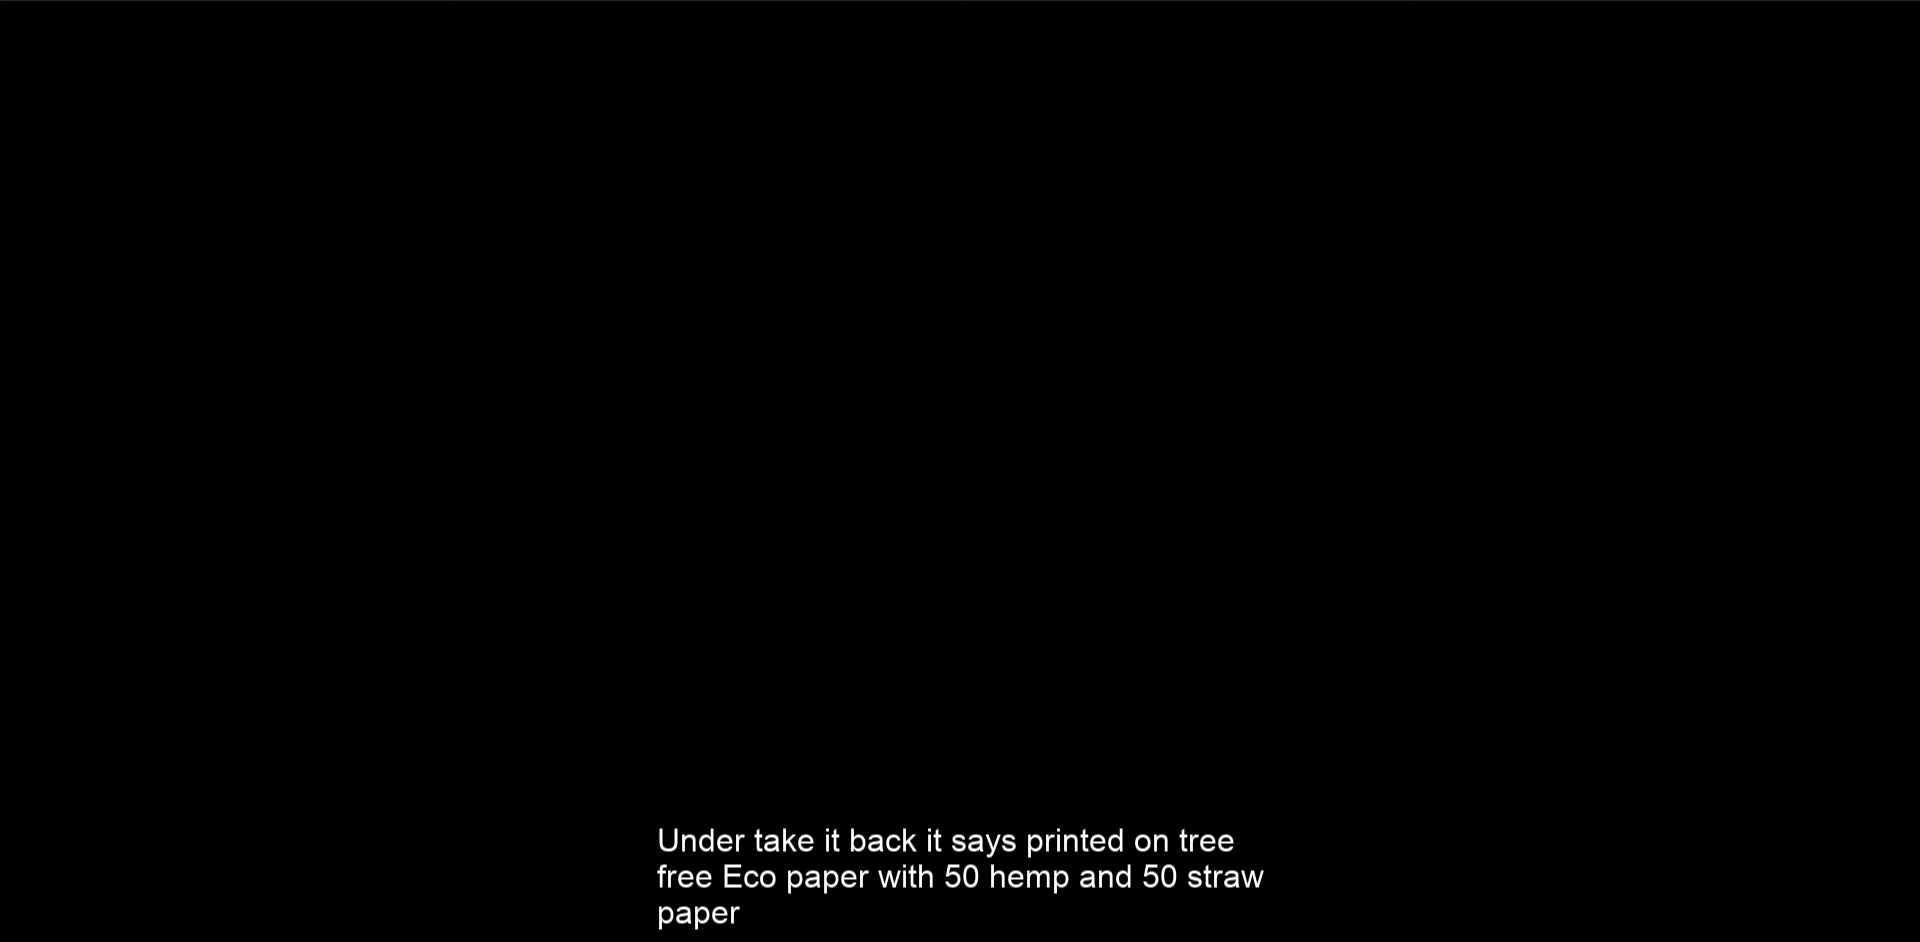 Under take it back it says printed on tree
free Eco paper with 50 hemp and 50 straw
paper